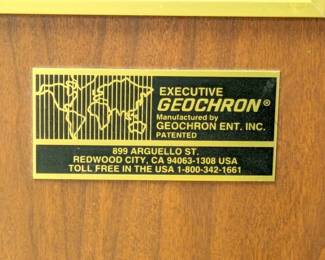 EXECUTIVE
GEOCHRON®
Manufactured by
GEOCHRON ENT. INC.
PATENTED
899 ARGUELLO ST.
REDWOOD CITY, CA 94063-1308 USA
TOLL FREE IN THE USA 1-800-342-1661